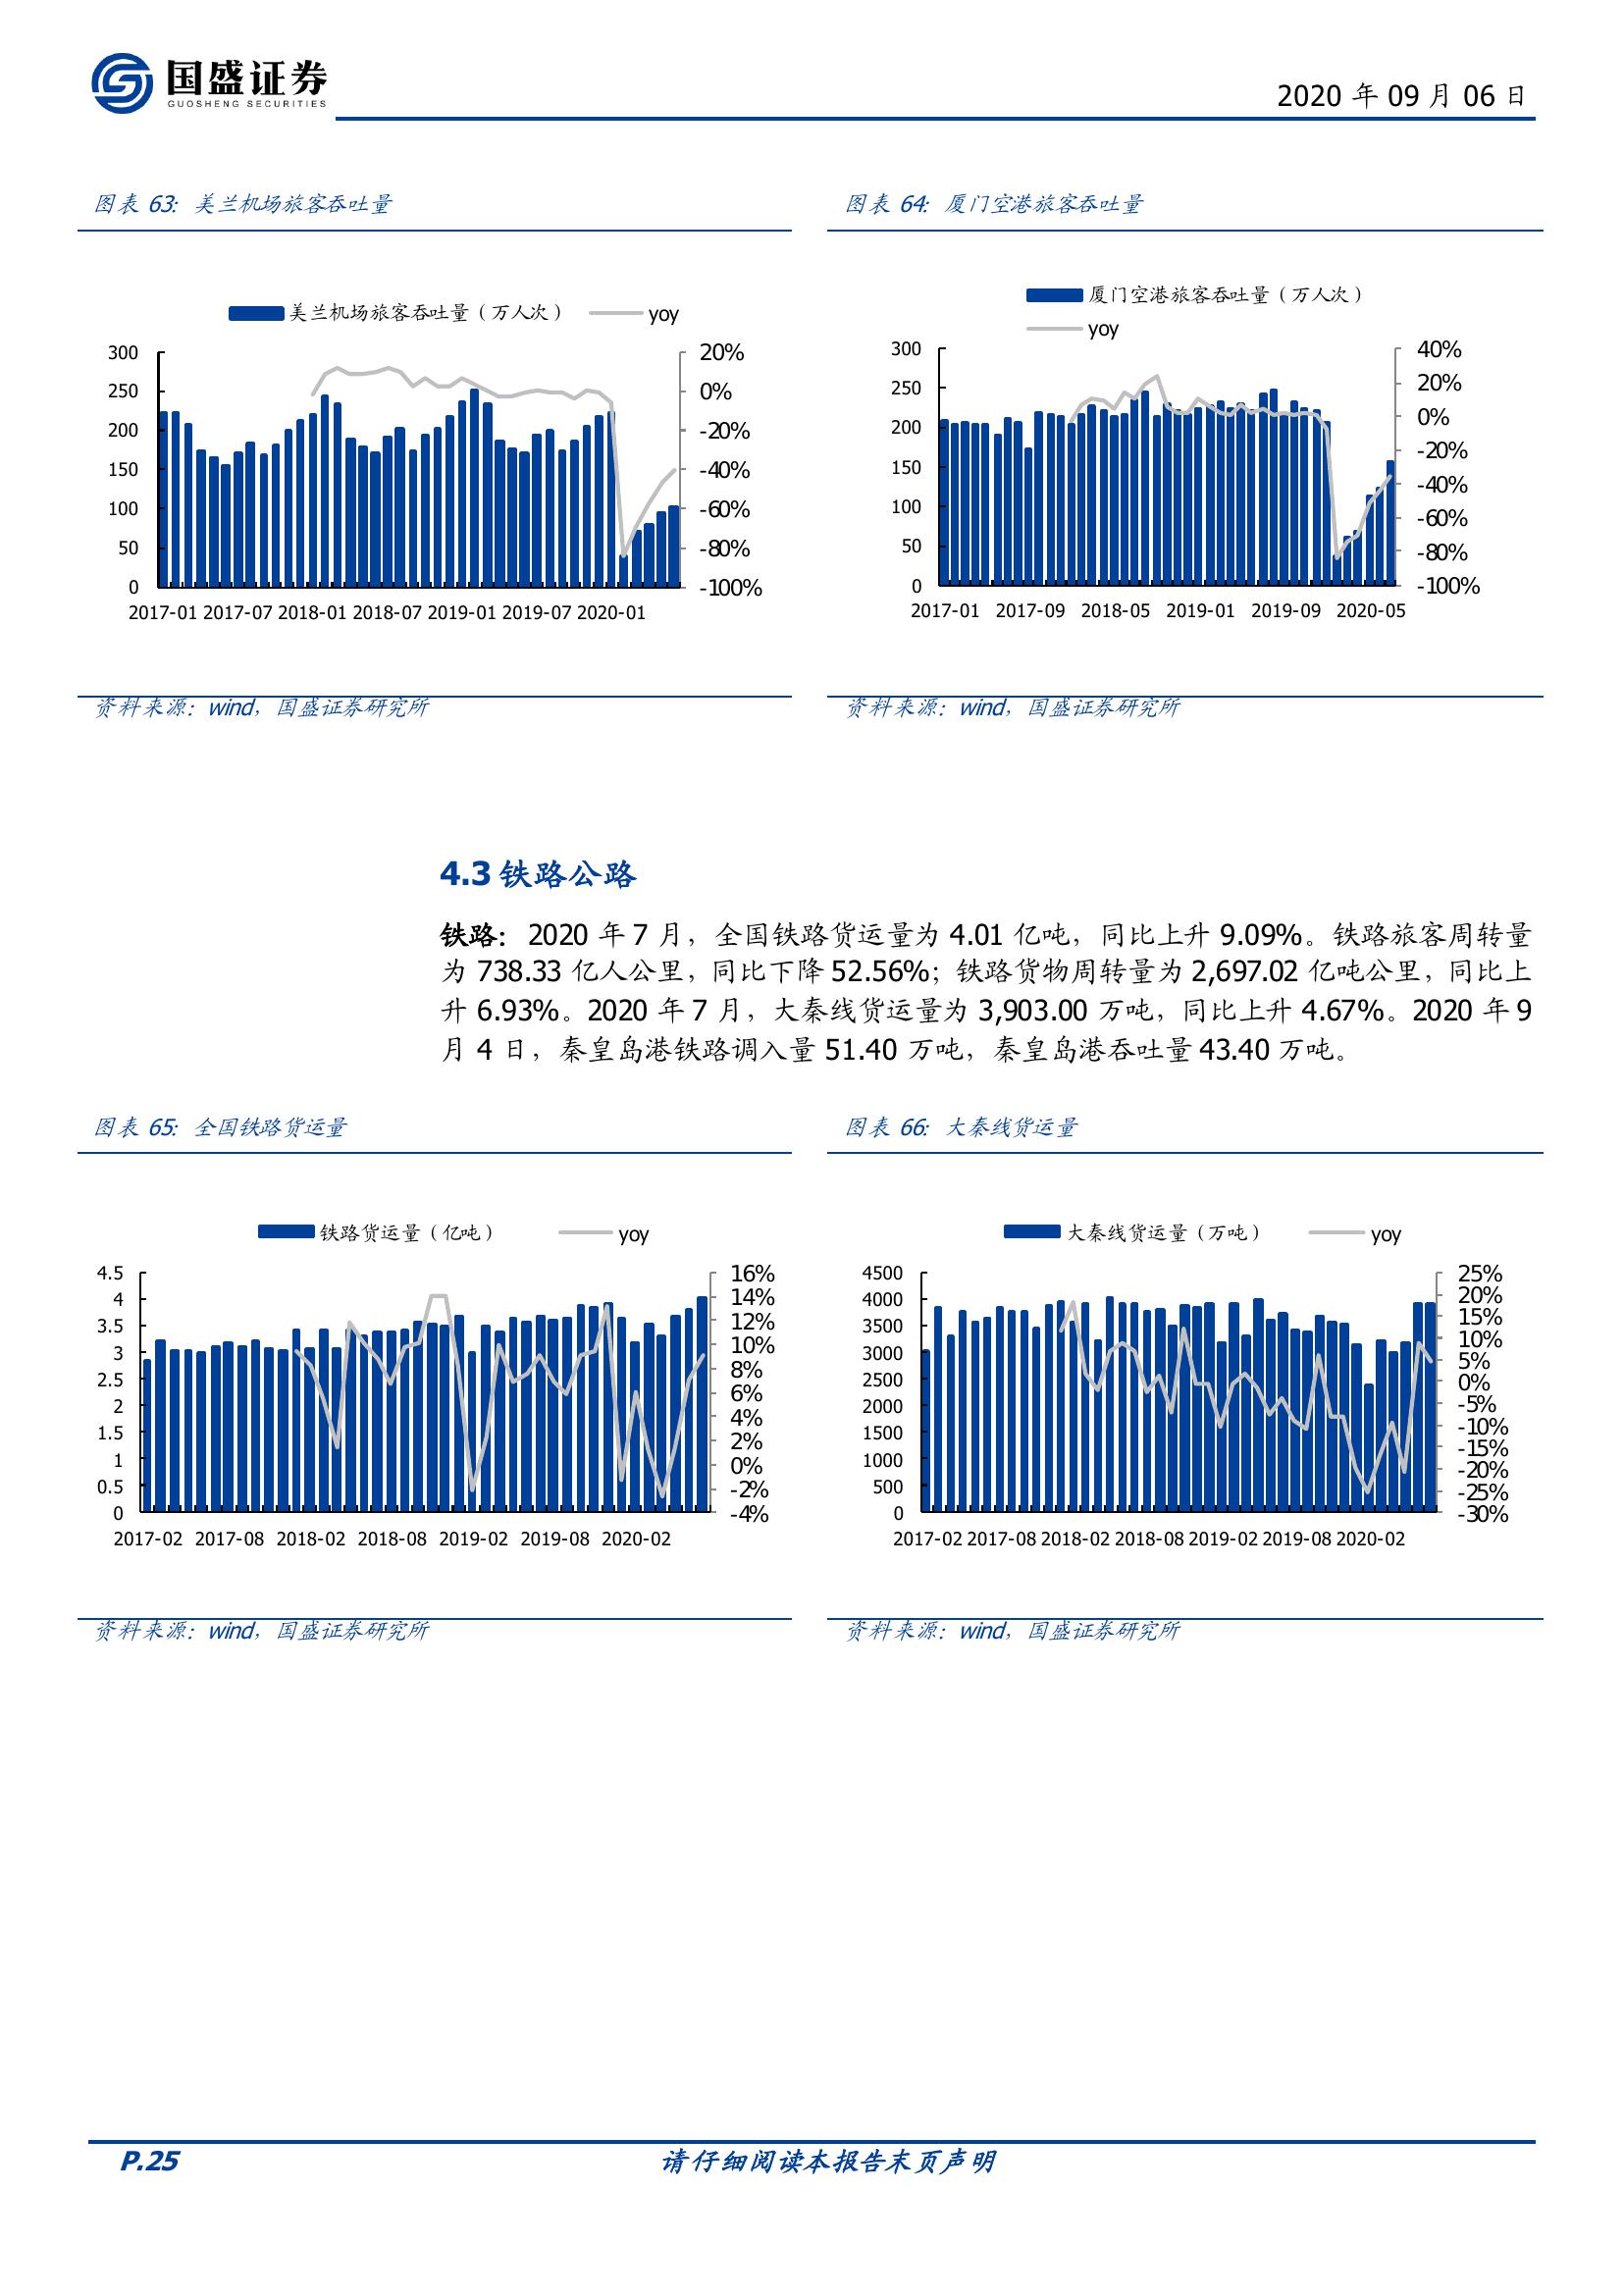 国盛证券
GUOSHENG SECURITIES
2020 年 09 月 06 日
图表 63: 美兰机场旅客吞吐量
美兰机场旅客吞吐量（万人次） yoy
300
250
200
150
100
50
0
20%
0%
-20%
-40%
-60%
-80%
-100%
2017-01 2017-07 2018-01 2018-07 2019-01 2019-07 2020-01
资料来源：wind，国盛证券研究所
图表 64: 厦门空港旅客吞吐量
厦门空港旅客吞吐量（万人次）
yoy
300
250
200
150
100
50
0
40%
20%
0%
-20%
-40%
-60%
-80%
-100%
2017-01 2017-09 2018-05 2019-01 2019-09 2020-05
资料来源：wind，国盛证券研究所
4.3 铁路公路
铁路：2020 年 7 月，全国铁路货运量为 4.01 亿吨，同比上升 9.09%。铁路旅客周转量
为 738.33 亿人公里，同比下降 52.56%；铁路货物周转量为 2,697.02 亿吨公里，同比上
升 6.93%。2020 年 7 月，大秦线货运量为 3,903.00 万吨，同比上升 4.67%。2020 年 9
月 4 日，秦皇岛港铁路调入量 51.40 万吨，秦皇岛港吞吐量 43.40 万吨。
图表 65: 全国铁路货运量
铁路货运量（亿吨） yoy
4.5
4
3.5
3
2.5
2
1.5
1
0.5
0
16%
14%
12%
10%
8%
6%
4%
2%
0%
-2%
-4%
2017-02 2017-08 2018-02 2018-08 2019-02 2019-08 2020-02
资料来源：wind，国盛证券研究所
图表 66: 大秦线货运量
大秦线货运量（万吨） yoy
4500
4000
3500
3000
2500
2000
1500
1000
500
0
25%
20%
15%
10%
5%
0%
-5%
-10%
-15%
-20%
-25%
-30%
2017-02 2017-08 2018-02 2018-08 2019-02 2019-08 2020-02
资料来源：wind，国盛证券研究所
P.25
请仔细阅读本报告末页声明